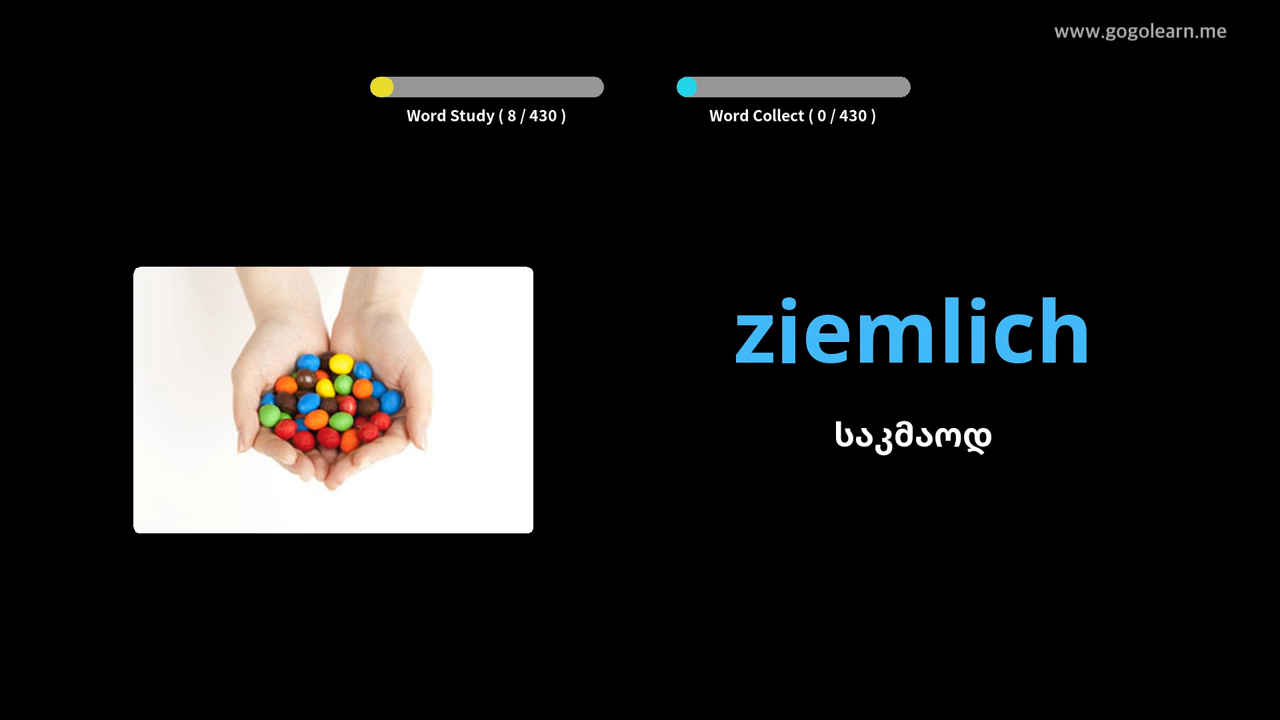 www.gogolearn.me
Word Study ( 8 / 430 )
Word Collect ( 0 / 430 )
ziemlich
საკმაოდ